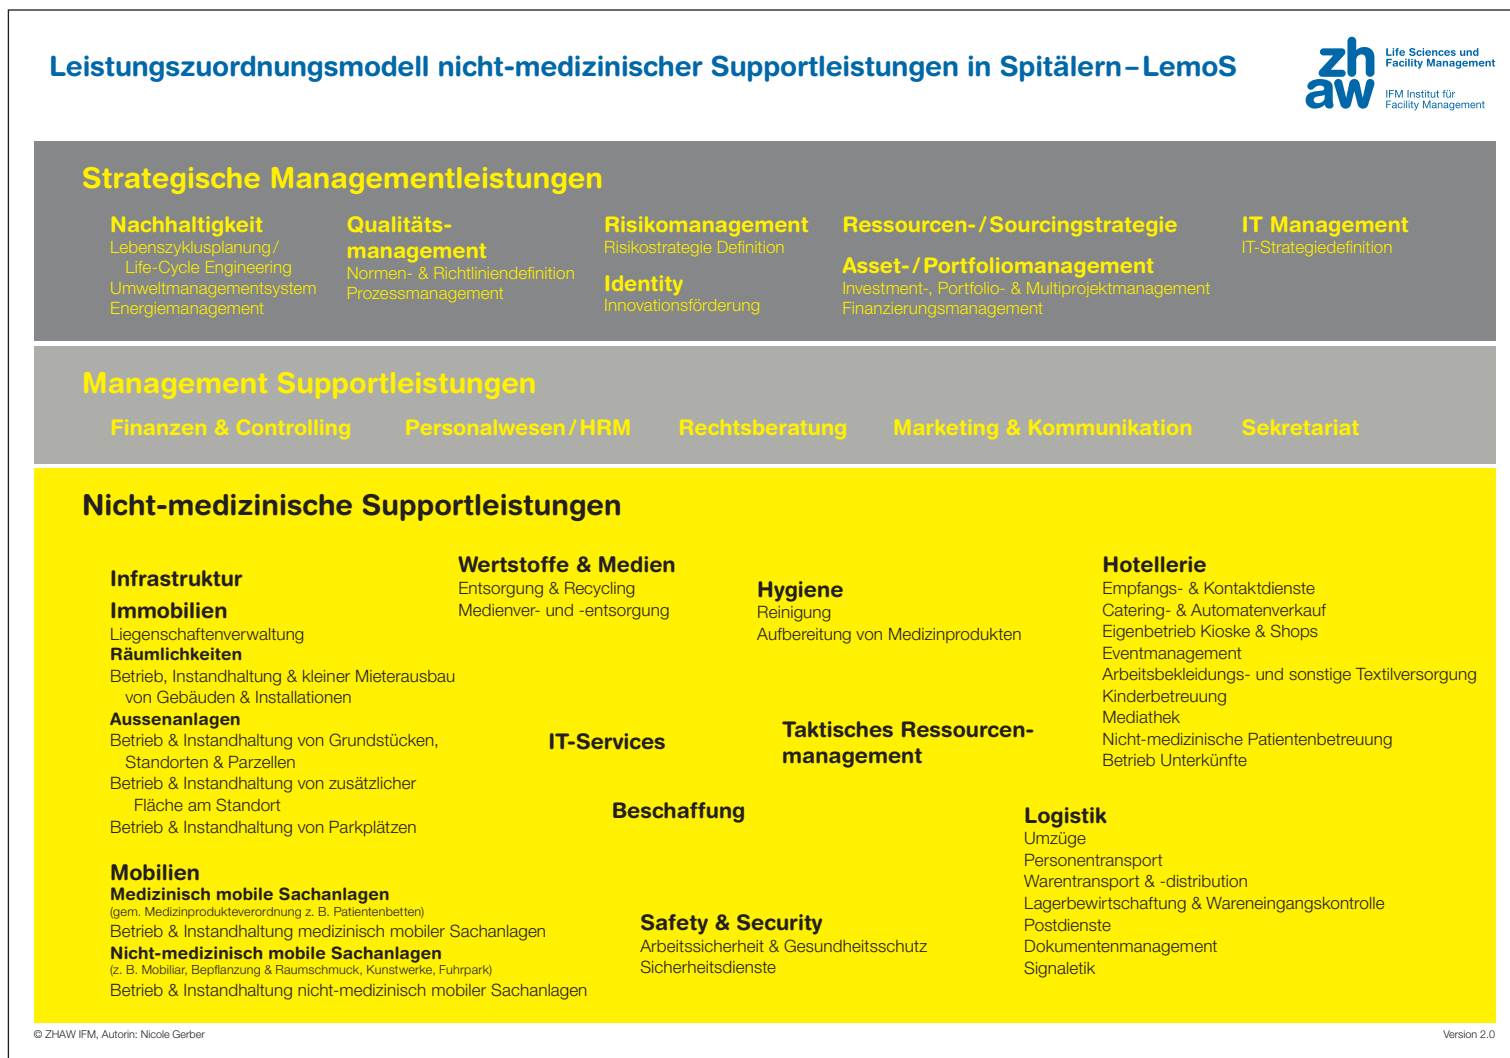 Leistungszuordnungsmodell nicht-medizinischer Supportleistungen in Spitälern – LemoS
zh
aw
Life Sciences und
Facility Management
IFM Institut für
Facility Management
Strategische Managementleistungen
Nachhaltigkeit
Lebenszyklusplanung /
Life-Cycle Engineering
Umweltmanagementsystem
Energiemanagement
Qualitäts-
management
Normen- & Richtliniendefinition
Prozessmanagement
Risikomanagement
Risikostrategie Definition
Identity
Innovationsförderung
Ressourcen- / Sourcingstrategie
Asset- / Portfoliomanagement
Investment-, Portfolio- & Multiprojektmanagement
Finanzierungsmanagement
IT Management
IT-Strategiedefinition
Management Supportleistungen
Finanzen & Controlling
Personalwesen / HRM
Rechtsberatung
Marketing & Kommunikation
Sekretariat
Nicht-medizinische Supportleistungen
Infrastruktur
Immobilien
Liegenschaftenverwaltung
Räumlichkeiten
Betrieb, Instandhaltung & kleiner Mieterausbau
von Gebäuden & Installationen
Aussenanlagen
Betrieb & Instandhaltung von Grundstücken,
Standorten & Parzellen
Betrieb & Instandhaltung von zusätzlicher
Fläche am Standort
Betrieb & Instandhaltung von Parkplätzen
Mobilien
Medizinisch mobile Sachanlagen
(gem. Medizinprodukteverordnung z. B. Patientenbetten)
Betrieb & Instandhaltung medizinisch mobiler Sachanlagen
Nicht-medizinisch mobile Sachanlagen
(z. B. Mobiliar, Bepflanzung & Raumschmuck, Kunstwerke, Fuhrpark)
Betrieb & Instandhaltung nicht-medizinisch mobiler Sachanlagen
Wertstoffe & Medien
Entsorgung & Recycling
Medienver- und -entsorgung
Hygiene
Reinigung
Aufbereitung von Medizinprodukten
IT-Services
Taktisches Ressourcen-
management
Beschaffung
Safety & Security
Arbeitssicherheit & Gesundheitsschutz
Sicherheitsdienste
Hotellerie
Empfangs- & Kontaktdienste
Catering- & Automatenverkauf
Eigenbetrieb Kioske & Shops
Eventmanagement
Arbeitsbekleidungs- und sonstige Textilversorgung
Kinderbetreuung
Mediathek
Nicht-medizinische Patientenbetreuung
Betrieb Unterkünfte
Logistik
Umzüge
Personentransport
Warentransport & -distribution
Lagerbewirtschaftung & Wareneingangskontrolle
Postdienste
Dokumentenmanagement
Signaletik
© ZHAW IFM, Autorin: Nicole Gerber
Version 2.0